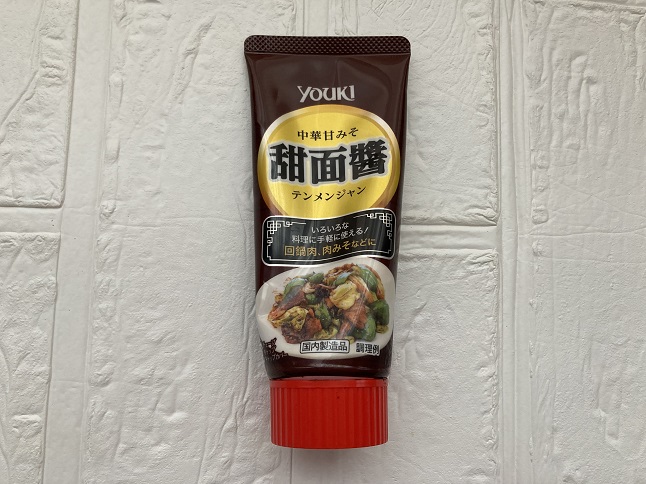 YOUKI
中華甘みそ
甜面醬
テンメンジャン
いろいろな
料理に手軽に使える!
回鍋肉、肉みそなどに
国内製造品
調理例